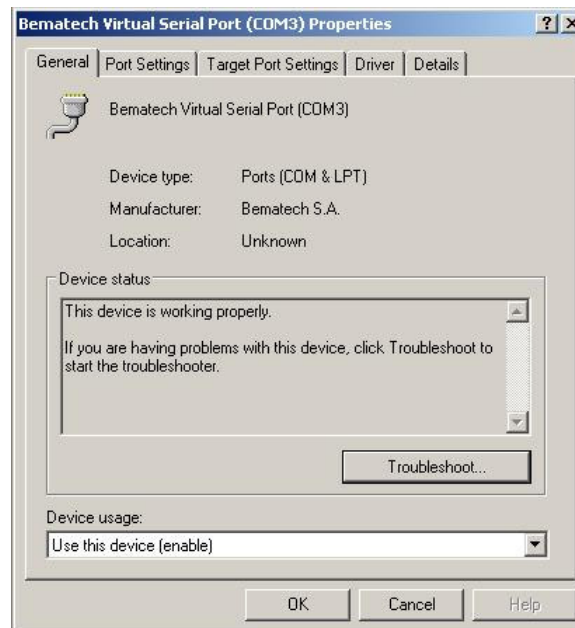 Bematech Virtual Serial Port (COM3) Properties
General Port Settings Target Port Settings Driver Details
Bematech Virtual Serial Port (COM3)
Device type: Ports (COM & LPT)
Manufacturer: Bematech S.A.
Location: Unknown
Device status
This device is working properly.
If you are having problems with this device, click Troubleshoot to
start the troubleshooter.
Troubleshoot...
Device usage:
Use this device (enable)
OK Cancel Help